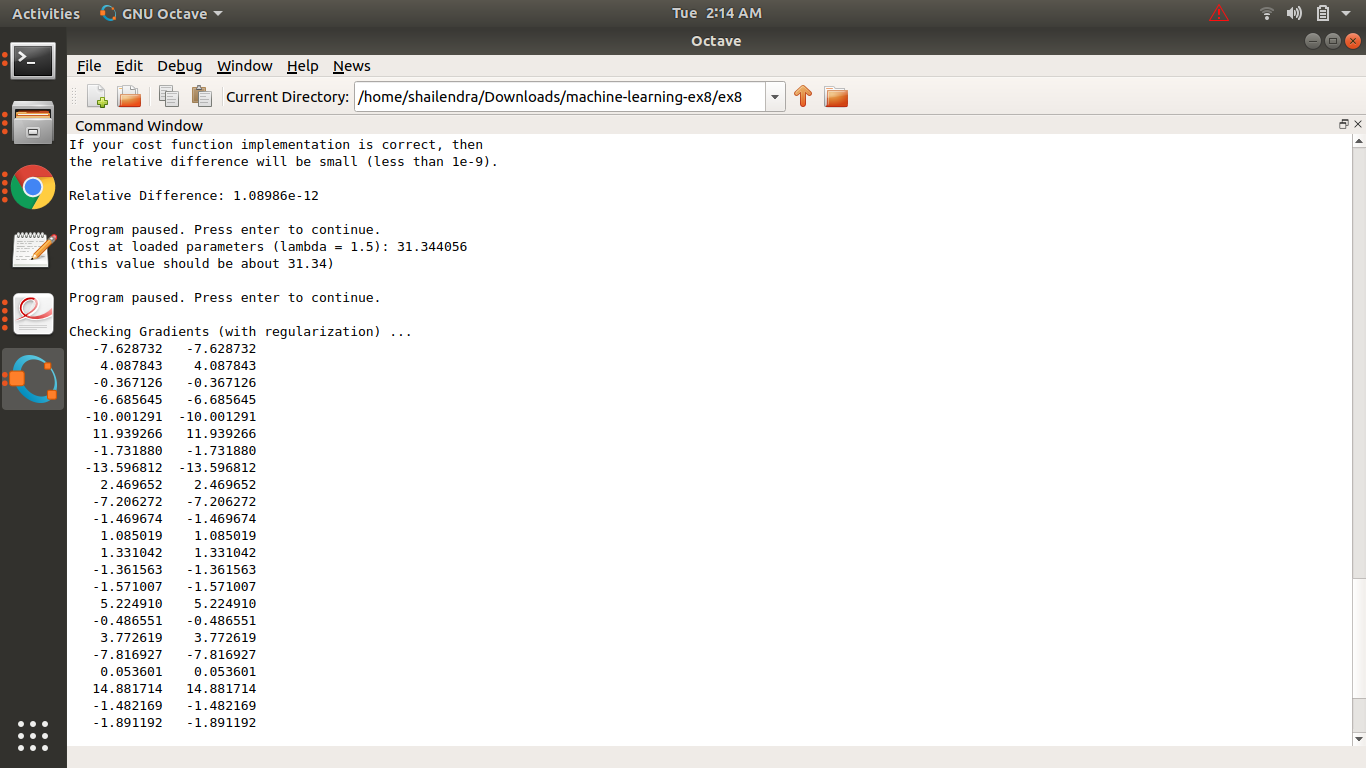 Activities GNU Octave Tue 2:14 AM
Octave
File Edit Debug Window Help News
Current Directory: /home/shailendra/Downloads/machine-learning-ex8/ex8
Command Window
If your cost function implementation is correct, then
the relative difference will be small (less than 1e-9).
Relative Difference: 1.08986e-12
Program paused. Press enter to continue.
Cost at loaded parameters (lambda = 1.5): 31.344056
(this value should be about 31.34)
Program paused. Press enter to continue.
Checking Gradients (with regularization) ...
-7.628732 -7.628732
4.087843 4.087843
-0.367126 -0.367126
-6.685645 -6.685645
-10.001291 -10.001291
11.939266 11.939266
-1.731880 -1.731880
-13.596812 -13.596812
2.469652 2.469652
-7.206272 -7.206272
-1.469674 -1.469674
1.085019 1.085019
1.331042 1.331042
-1.361563 -1.361563
-1.571007 -1.571007
5.224910 5.224910
-0.486551 -0.486551
3.772619 3.772619
-7.816927 -7.816927
0.053601 0.053601
14.881714 14.881714
-1.482169 -1.482169
-1.891192 -1.891192